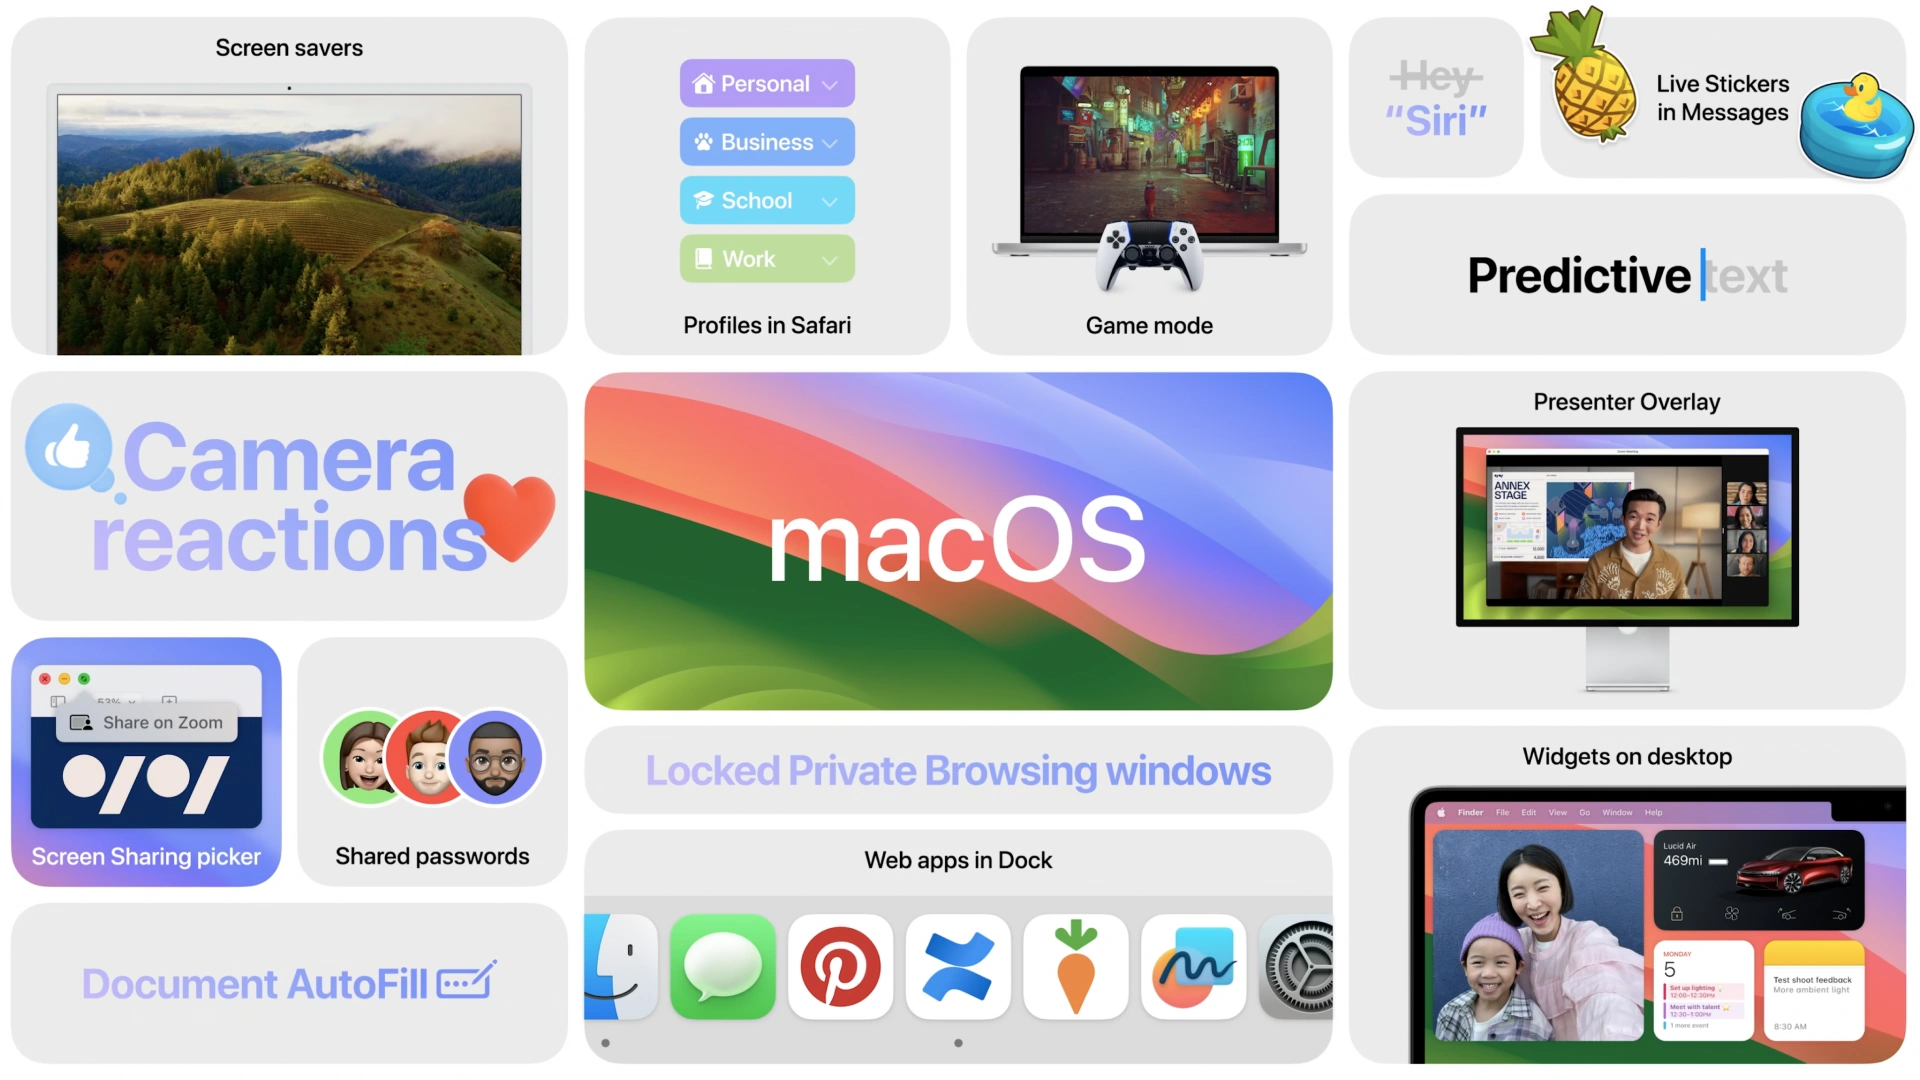 Screen savers
Personal
Business
School
Work
Profiles in Safari
Game mode
Hey
“Siri”
Live Stickers
in Messages
Predictive text
Camera
reactions
macOS
Presenter Overlay
ANNEX
STAGE
53%
Share on Zoom
Screen Sharing picker
Shared passwords
Locked Private Browsing windows
Web apps in Dock
Document AutoFill
Widgets on desktop
Finder File Edit View Go Window Help
Lucid Air
469mi
MONDAY
5
Set up lighting
12:00–12:30PM
Meet with talent
12:30–1:00PM
1 more event
Test shoot feedback
More ambient light
8:30 AM